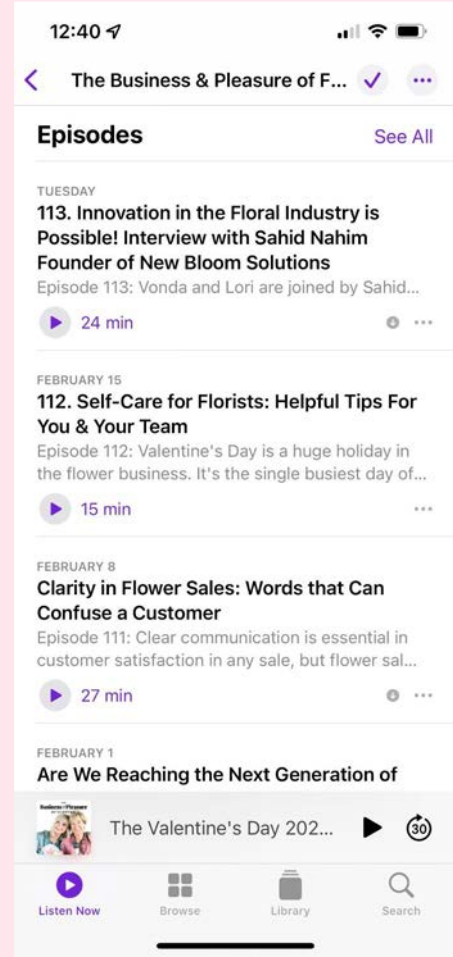 12:40
The Business & Pleasure of F...
Episodes
See All
TUESDAY
113. Innovation in the Floral Industry is
Possible! Interview with Sahid Nahim
Founder of New Bloom Solutions
Episode 113: Vonda and Lori are joined by Sahid...
24 min
FEBRUARY 15
112. Self-Care for Florists: Helpful Tips For
You & Your Team
Episode 112: Valentine's Day is a huge holiday in
the flower business. It's the single busiest day of...
15 min
FEBRUARY 8
Clarity in Flower Sales: Words that Can
Confuse a Customer
Episode 111: Clear communication is essential in
customer satisfaction in any sale, but flower sal...
27 min
FEBRUARY 1
Are We Reaching the Next Generation of
Business & Pleasure
The Valentine's Day 202...
30
Listen Now
Browse
Library
Search